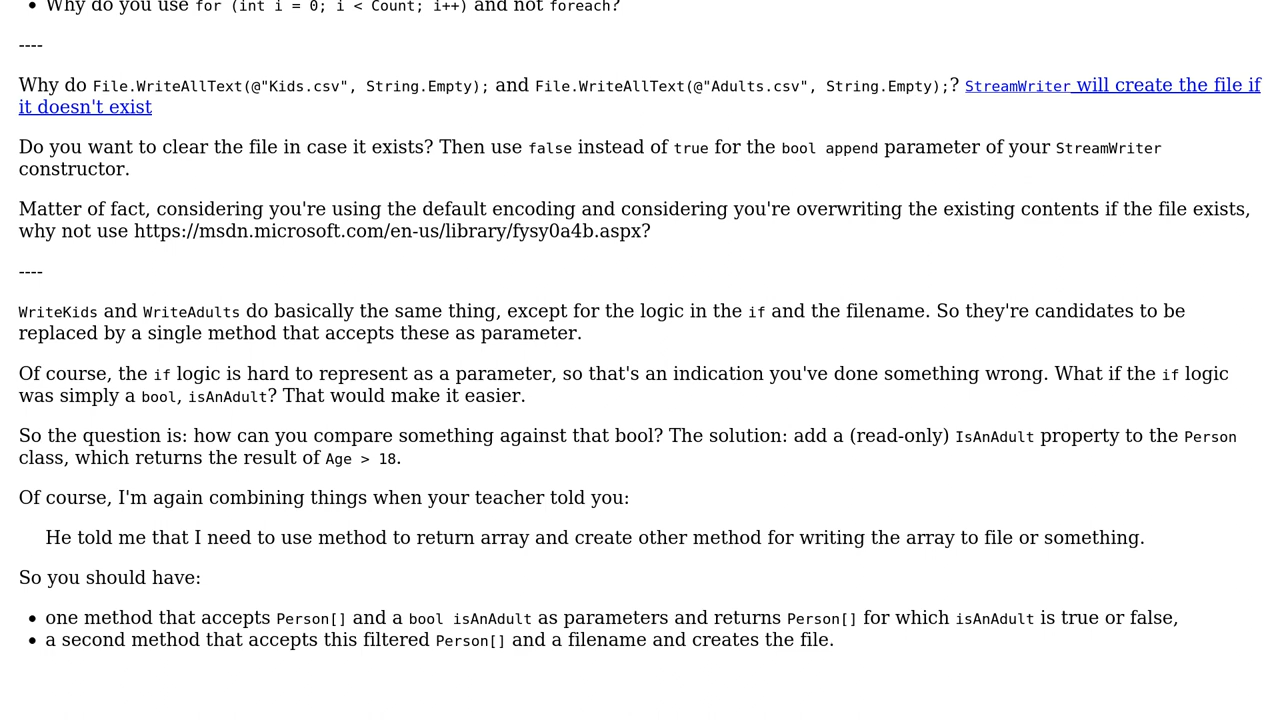 • Why do you use for (int i = 0; i < Count; i++) and not foreach?
----
Why do File.WriteAllText(@"Kids.csv", String.Empty); and File.WriteAllText(@"Adults.csv", String.Empty);? StreamWriter will create the file if
it doesn't exist
Do you want to clear the file in case it exists? Then use false instead of true for the bool append parameter of your StreamWriter
constructor.
Matter of fact, considering you're using the default encoding and considering you're overwriting the existing contents if the file exists,
why not use https://msdn.microsoft.com/en-us/library/fysy0a4b.aspx?
----
WriteKids and WriteAdults do basically the same thing, except for the logic in the if and the filename. So they're candidates to be
replaced by a single method that accepts these as parameter.
Of course, the if logic is hard to represent as a parameter, so that's an indication you've done something wrong. What if the if logic
was simply a bool, isAnAdult? That would make it easier.
So the question is: how can you compare something against that bool? The solution: add a (read-only) IsAnAdult property to the Person
class, which returns the result of Age > 18.
Of course, I'm again combining things when your teacher told you:
He told me that I need to use method to return array and create other method for writing the array to file or something.
So you should have:
• one method that accepts Person[] and a bool isAnAdult as parameters and returns Person[] for which isAnAdult is true or false,
• a second method that accepts this filtered Person[] and a filename and creates the file.